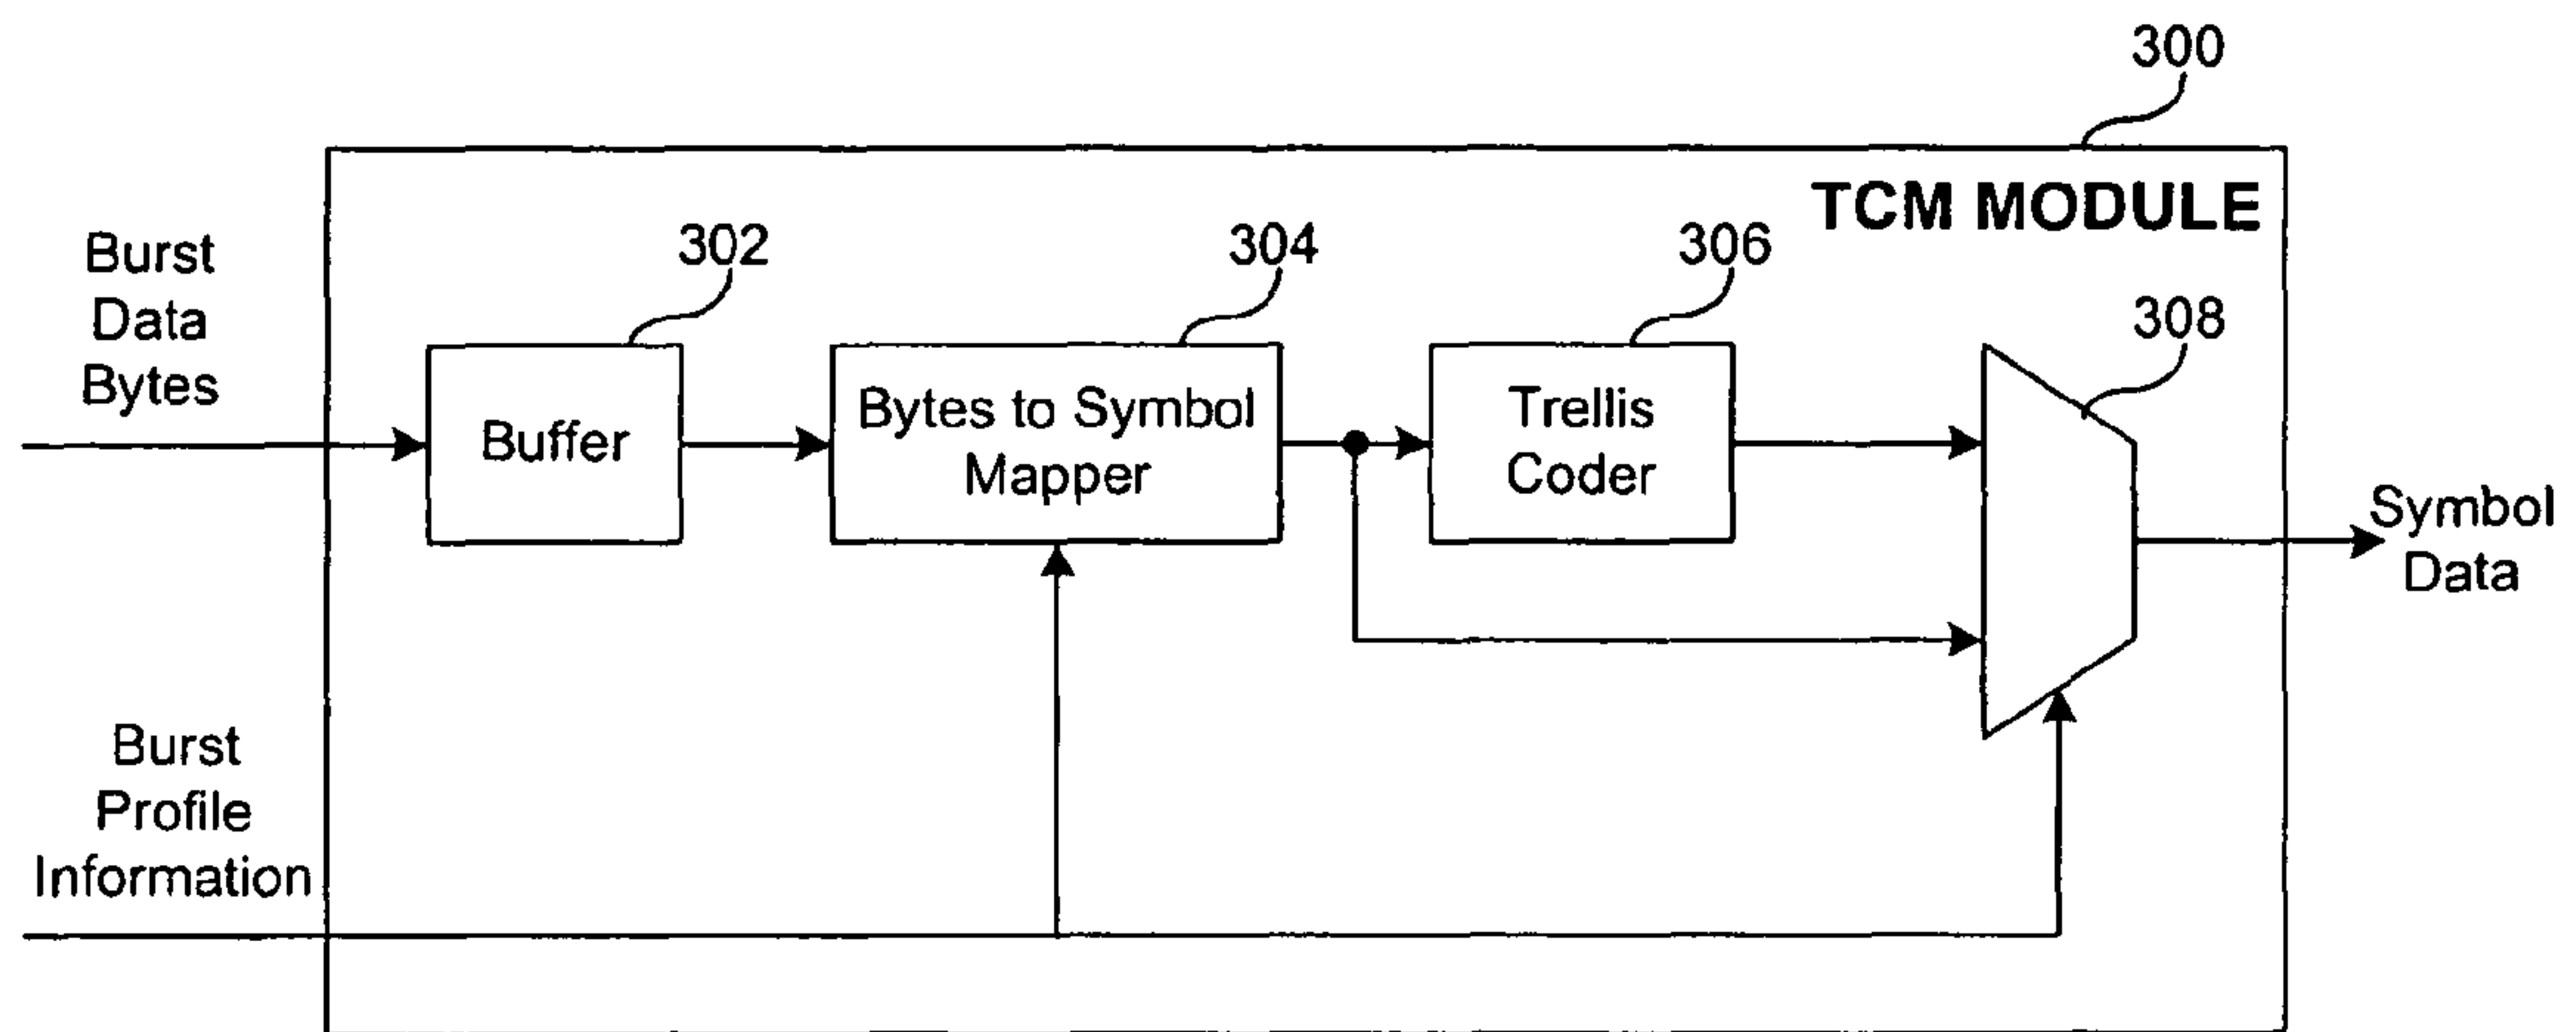 300
TCM MODULE
302
304
306
308
Burst
Data
Bytes
Buffer
Bytes to Symbol
Mapper
Trellis
Coder
Symbol
Data
Burst
Profile
Information